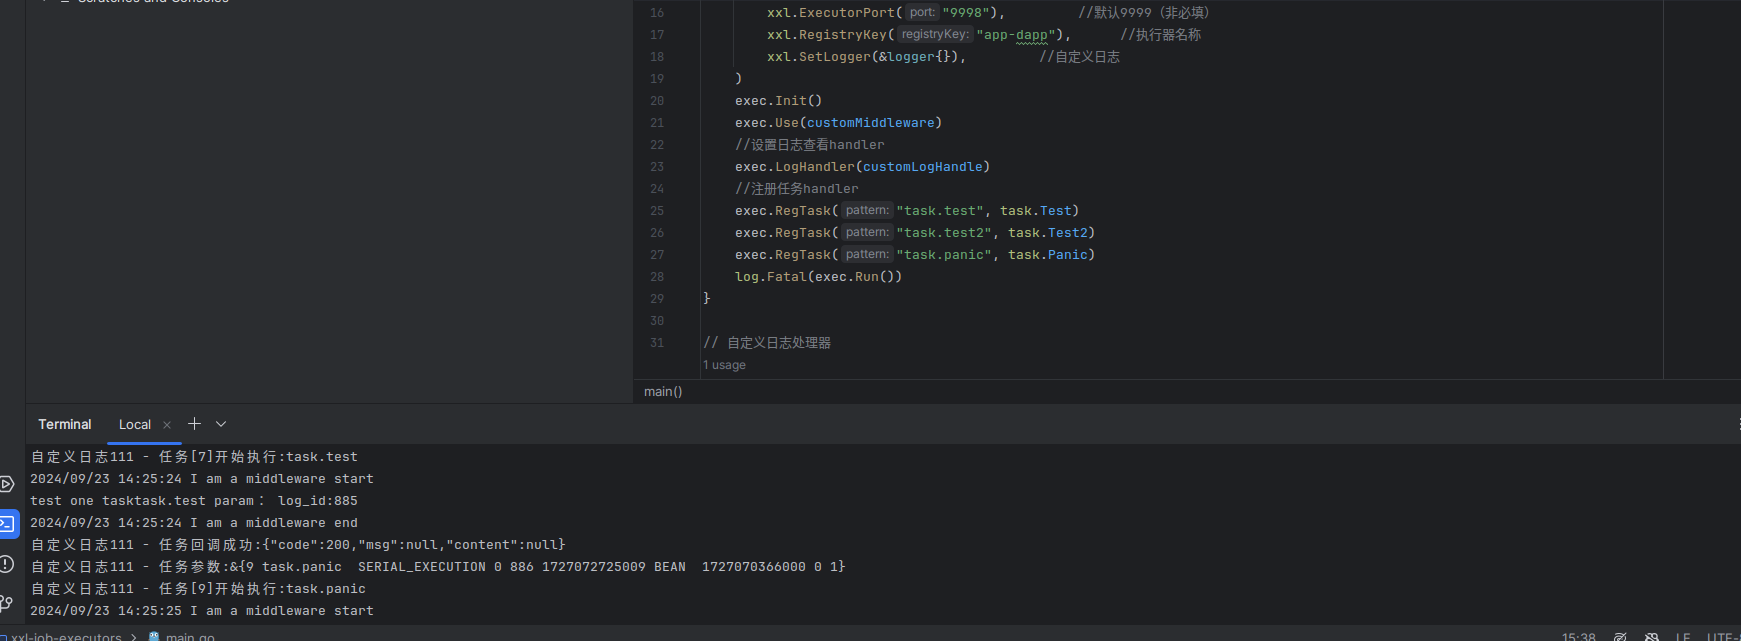 Scratches and Consoles
16 xxl.ExecutorPort( port: "9998"), //默认9999（非必填）
17 xxl.RegistryKey( registryKey: "app-dapp"), //执行器名称
18 xxl.SetLogger(&logger{}), //自定义日志
19 )
20 exec.Init()
21 exec.Use(customMiddleware)
22 //设置日志查看handler
23 exec.LogHandler(customLogHandle)
24 //注册任务handler
25 exec.RegTask( pattern: "task.test", task.Test)
26 exec.RegTask( pattern: "task.test2", task.Test2)
27 exec.RegTask( pattern: "task.panic", task.Panic)
28 log.Fatal(exec.Run())
29 }
30
31 // 自定义日志处理器
1 usage
main()
Terminal Local
自定义日志111 - 任务[7]开始执行:task.test
2024/09/23 14:25:24 I am a middleware start
test one tasktask.test param： log_id:885
2024/09/23 14:25:24 I am a middleware end
自定义日志111 - 任务回调成功:{"code":200,"msg":null,"content":null}
自定义日志111 - 任务参数:&{9 task.panic  SERIAL_EXECUTION 0 886 1727072725009 BEAN  1727070366000 0 1}
自定义日志111 - 任务[9]开始执行:task.panic
2024/09/23 14:25:25 I am a middleware start
xxl-job-executors > main.go 15:38 LF UTF-